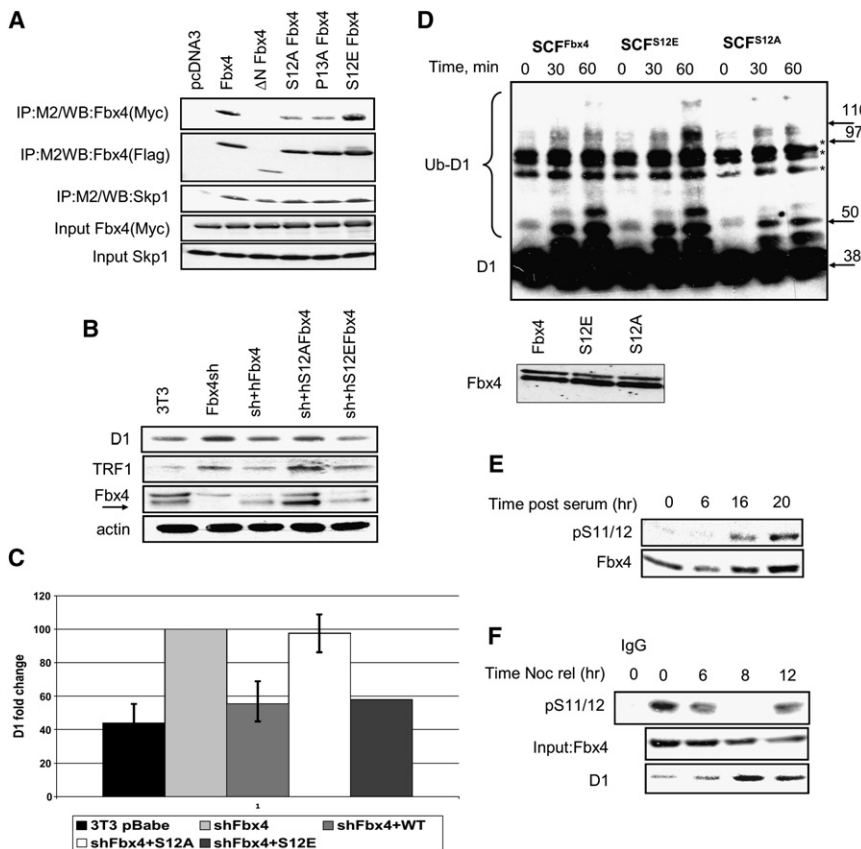 A
pcDNA3
Fbx4
ΔN Fbx4
S12A Fbx4
P13A Fbx4
S12E Fbx4
IP:M2/WB:Fbx4(Myc)
IP:M2WB:Fbx4(Flag)
IP:M2/WB:Skp1
Input Fbx4(Myc)
Input Skp1
B
3T3
Fbx4sh
sh+hFbx4
sh+hS12AFbx4
sh+hS12EFbx4
D1
TRF1
Fbx4
actin
C
D1 fold change
120
100
80
60
40
20
0
1
3T3 pBabe
shFbx4
shFbx4+WT
shFbx4+S12A
shFbx4+S12E
D
SCFFbx4 SCFS12E SCFS12A
Time, min 0 30 60 0 30 60 0 30 60
116
97
*
*
*
Ub-D1
50
D1
38
Fbx4
S12E
S12A
Fbx4
E
Time post serum (hr) 0 6 16 20
pS11/12
Fbx4
F
IgG
Time Noc rel (hr) 0 0 6 8 12
pS11/12
Input:Fbx4
D1